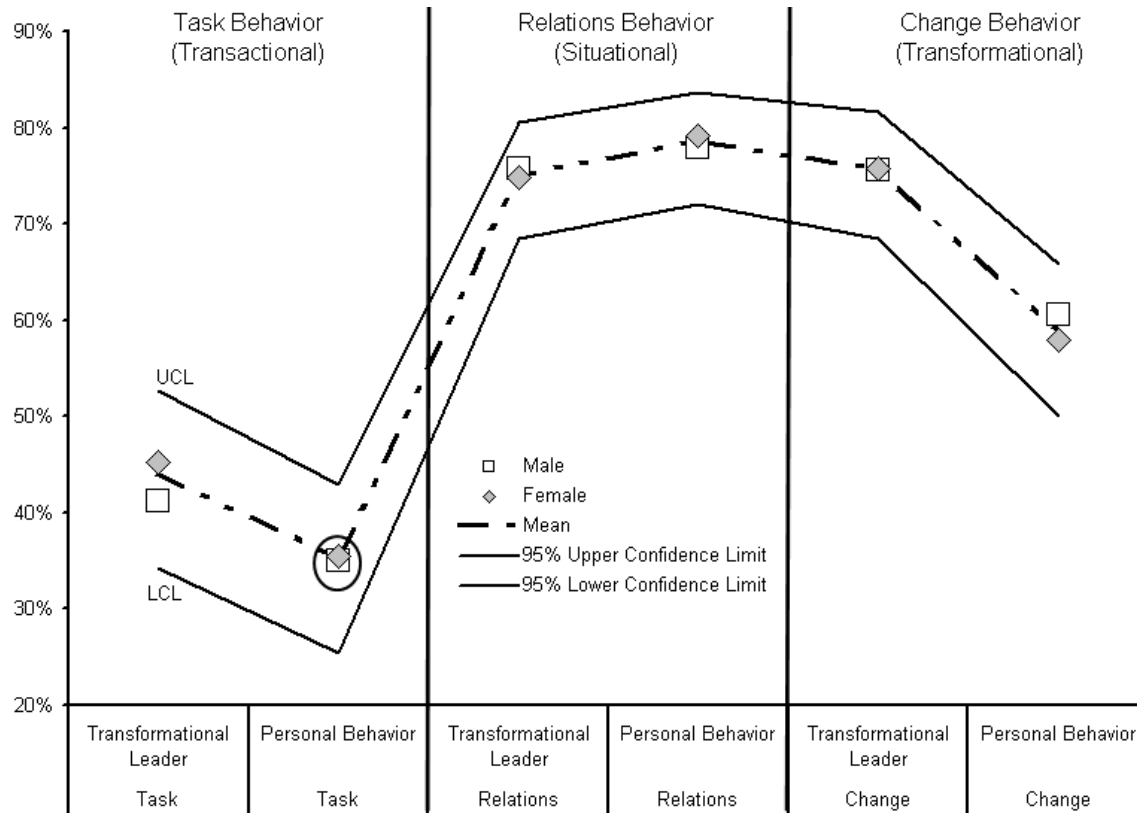 Task Behavior
(Transactional)
Relations Behavior
(Situational)
Change Behavior
(Transformational)
90%
80%
70%
60%
50%
40%
30%
20%
UCL
LCL
Male
Female
Mean
95% Upper Confidence Limit
95% Lower Confidence Limit
Transformational
Leader
Task
Personal Behavior
Task
Transformational
Leader
Relations
Personal Behavior
Relations
Transformational
Leader
Change
Personal Behavior
Change